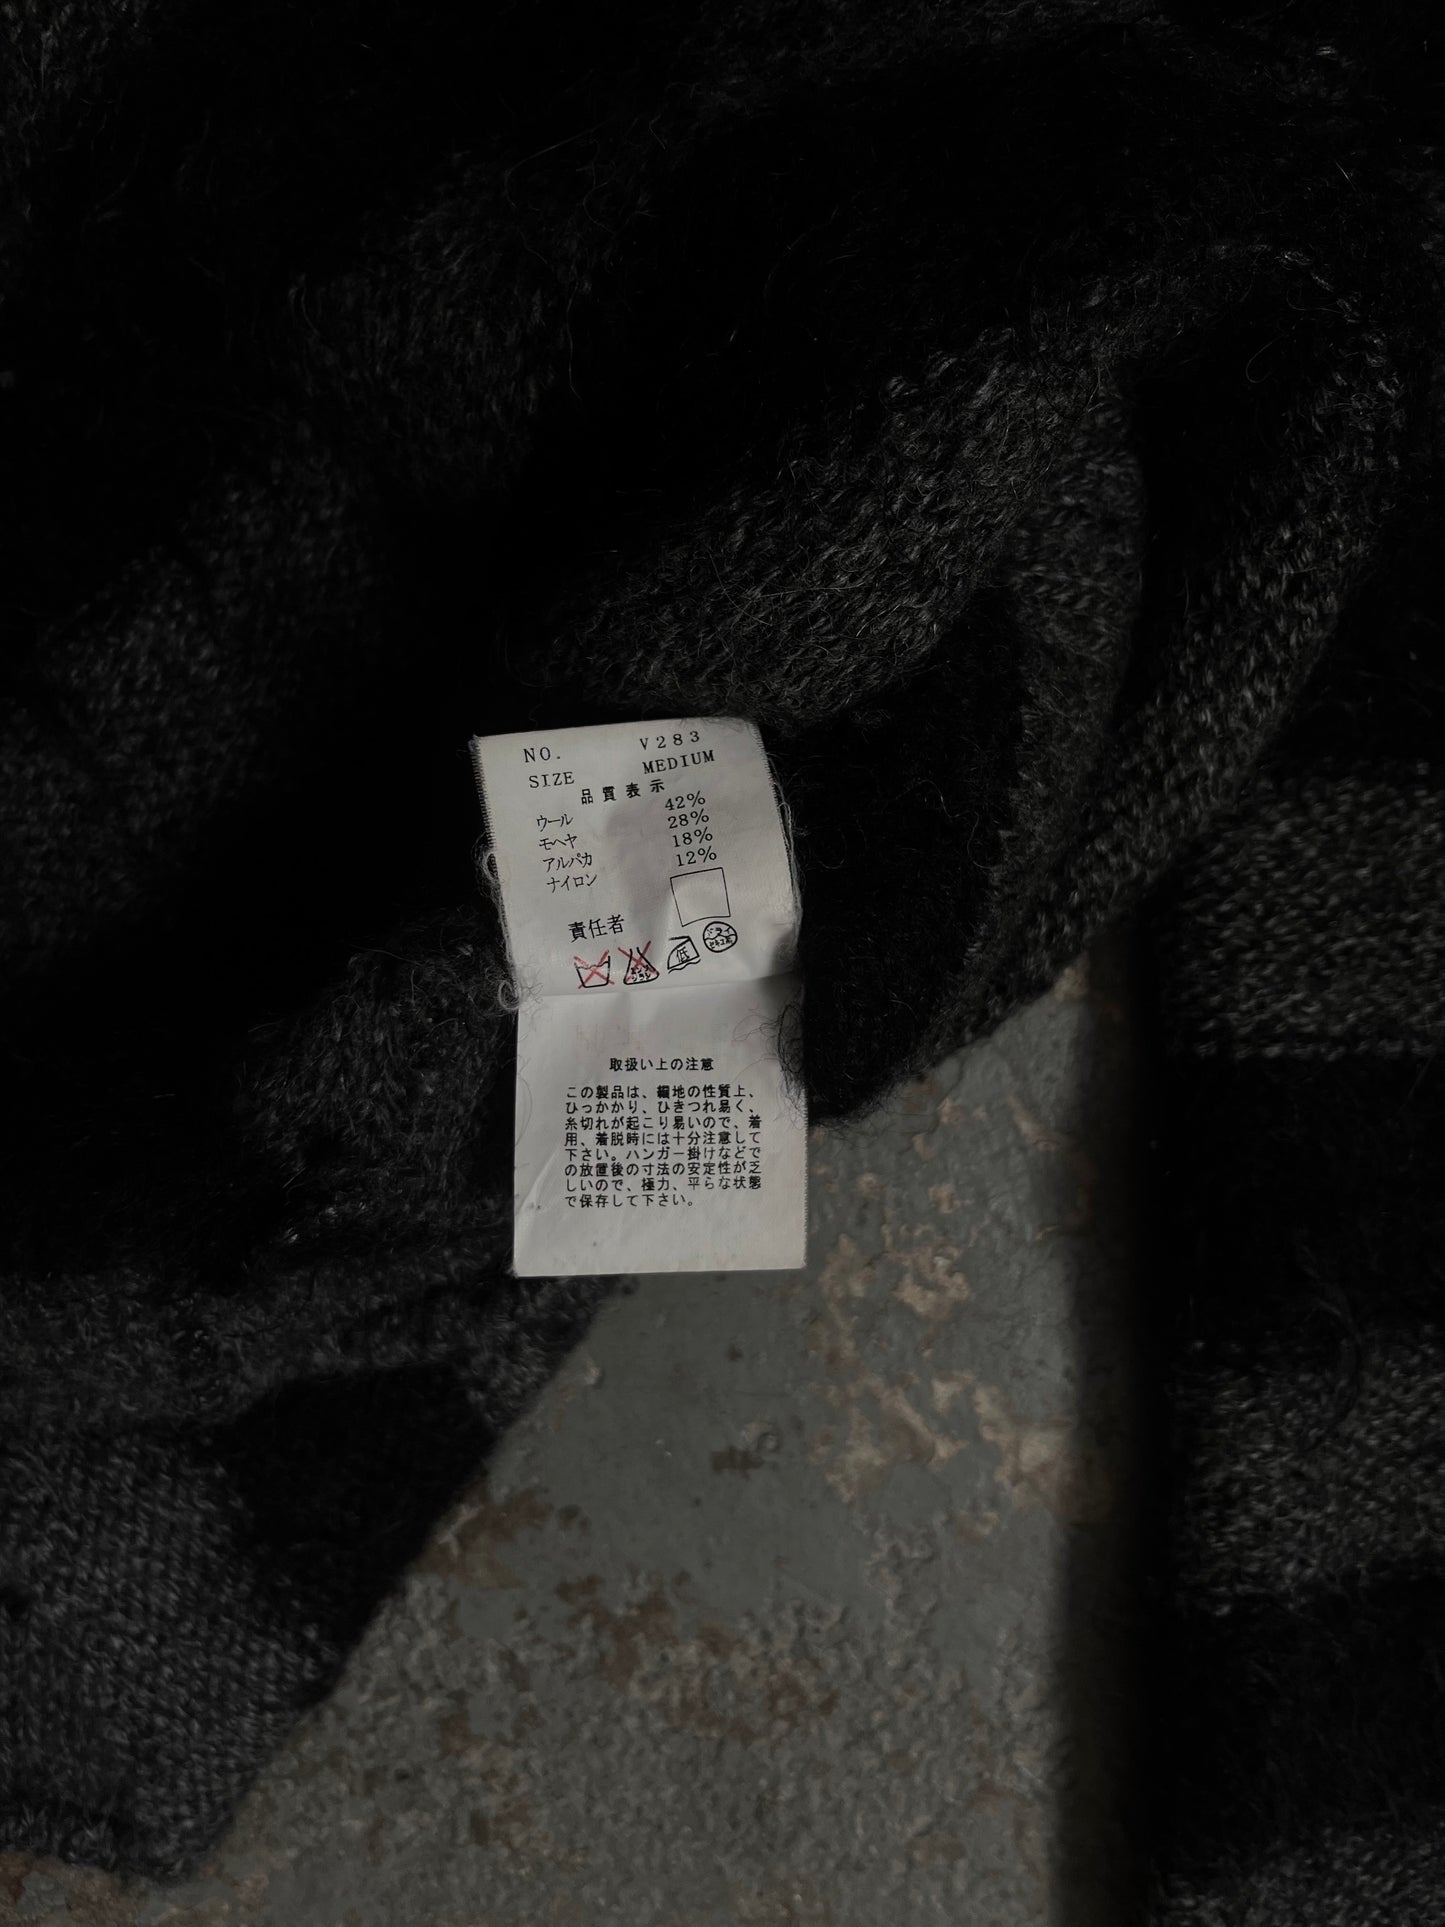 NO. V283
SIZE MEDIUM
品質表示
ウール 42%
モヘヤ 28%
アルパカ 18%
ナイロン 12%
責任者
低
ドライ
取扱い上の注意
この製品は、編地の性質上、
ひっかかり、ひきつれ易く、
糸切れが起こり易いので、着
用、着脱時には十分注意して
下さい。ハンガー掛けなどで
の放置後の寸法の安定性が乏
しいので、極力、平らな状態
で保存して下さい。